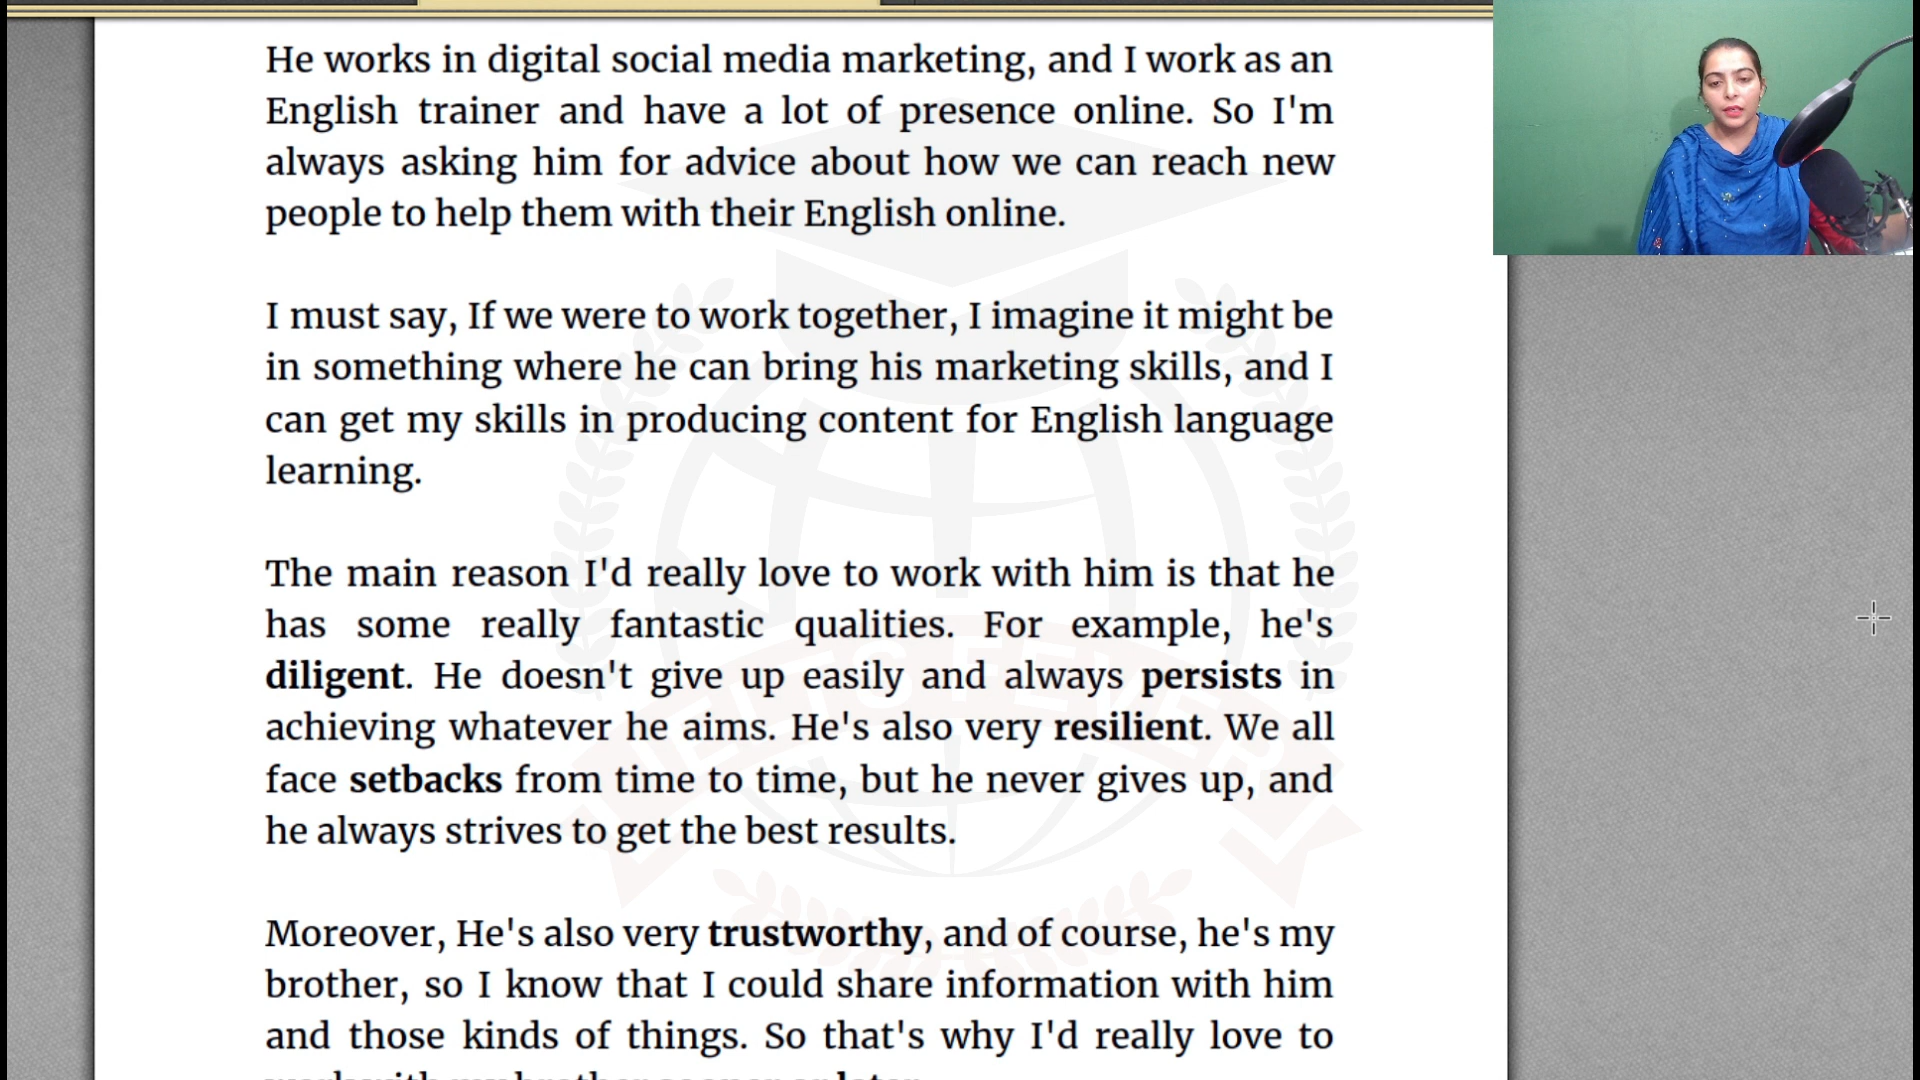 He works in digital social media marketing, and I work as an
English trainer and have a lot of presence online. So I'm
always asking him for advice about how we can reach new
people to help them with their English online.
I must say, If we were to work together, I imagine it might be
in something where he can bring his marketing skills, and I
can get my skills in producing content for English language
learning.
The main reason I'd really love to work with him is that he
has some really fantastic qualities. For example, he's
diligent. He doesn't give up easily and always persists in
achieving whatever he aims. He's also very resilient. We all
face setbacks from time to time, but he never gives up, and
he always strives to get the best results.
Moreover, He's also very trustworthy, and of course, he's my
brother, so I know that I could share information with him
and those kinds of things. So that's why I'd really love to